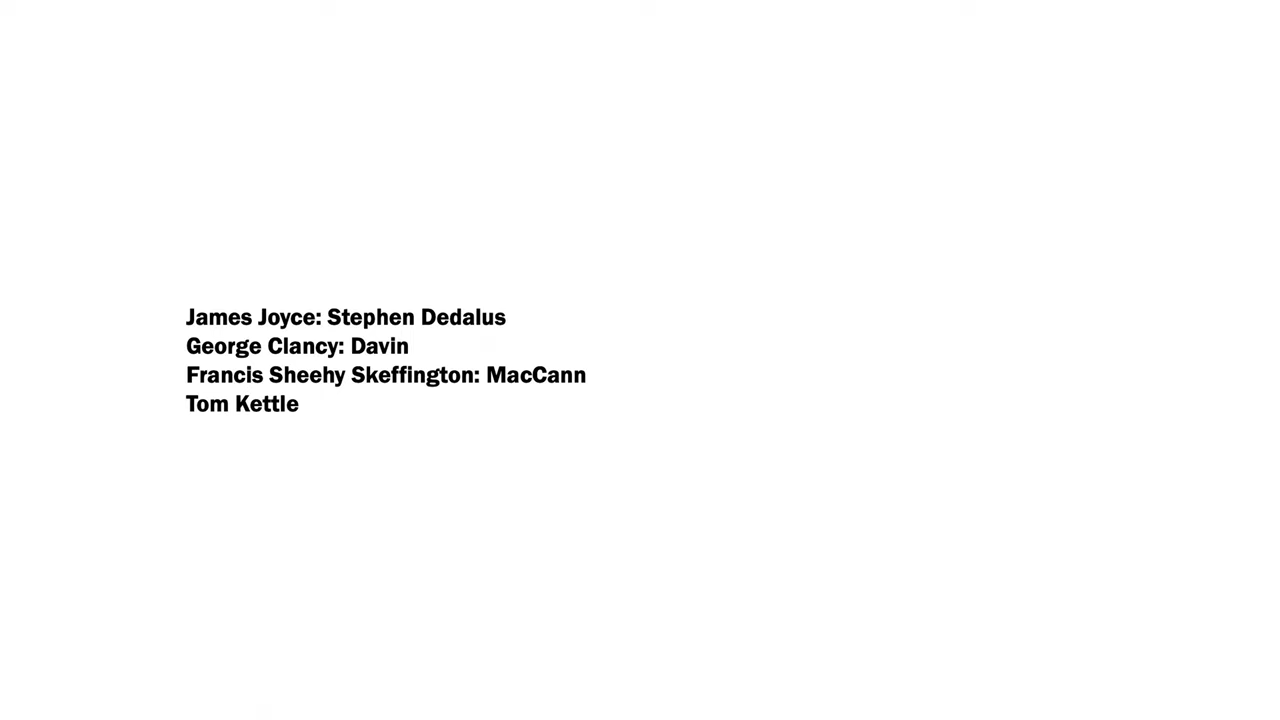 James Joyce: Stephen Dedalus
George Clancy: Davin
Francis Sheehy Skeffington: MacCann
Tom Kettle